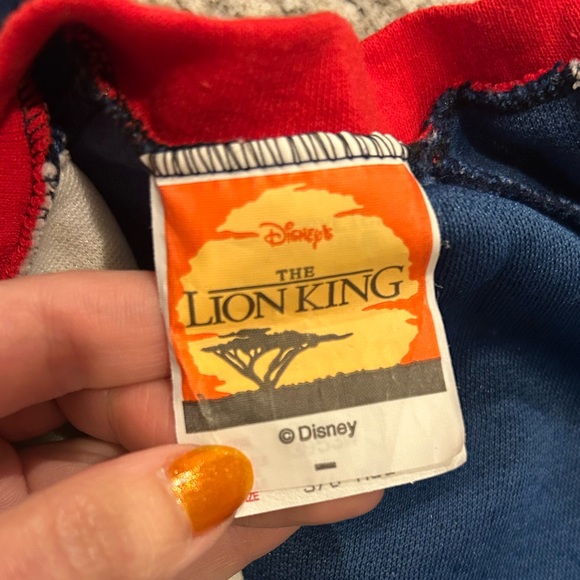 Disney's
THE
LION KING
© Disney